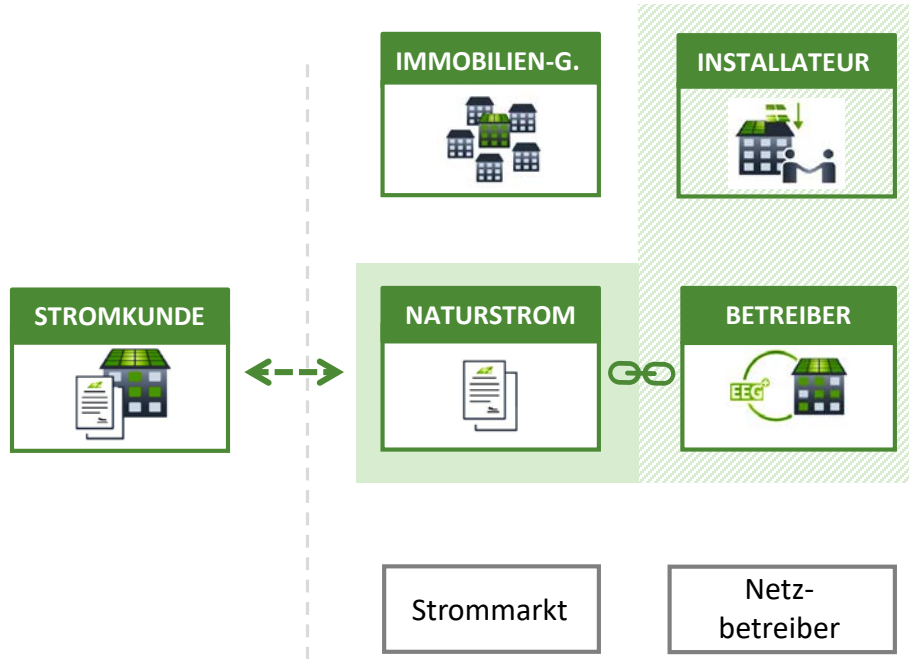 IMMOBILIEN-G.
INSTALLATEUR
STROMKUNDE
NATURSTROM
BETREIBER
EEG+
Strommarkt
Netz-
betreiber